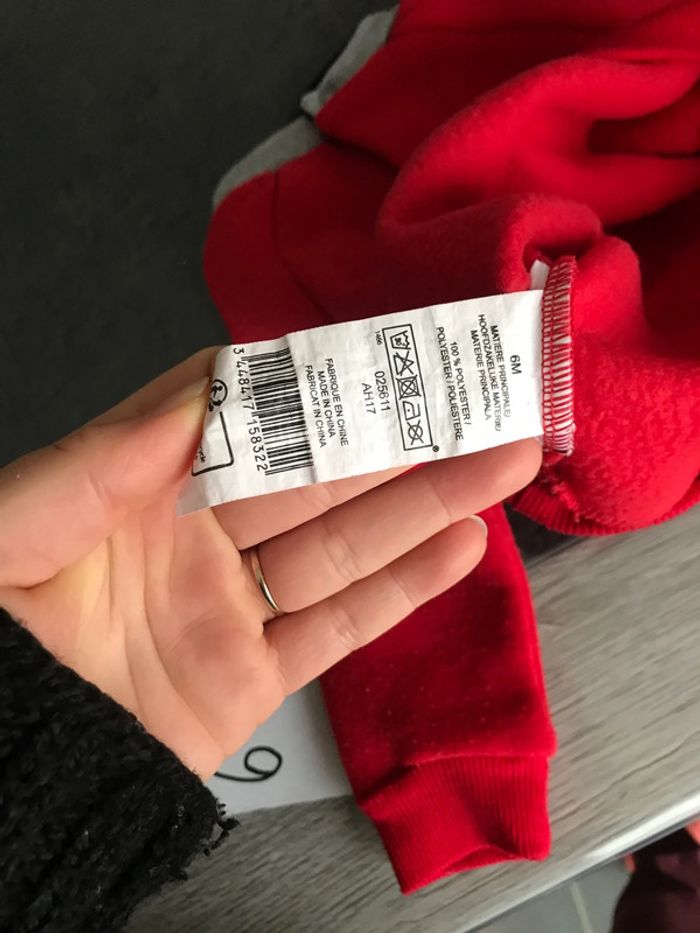 6M
MATIERE PRINCIPALE/
HOOFDZAKELIJKE MATERIE/
MATERIE PRINCIPALA
100 % POLYESTER /
POLYESTER / POLIESTERE
025611
AH17
FABRIQUE EN CHINE
MADE IN CHINA
FABRICAT IN CHINA
3 448417 158322
6